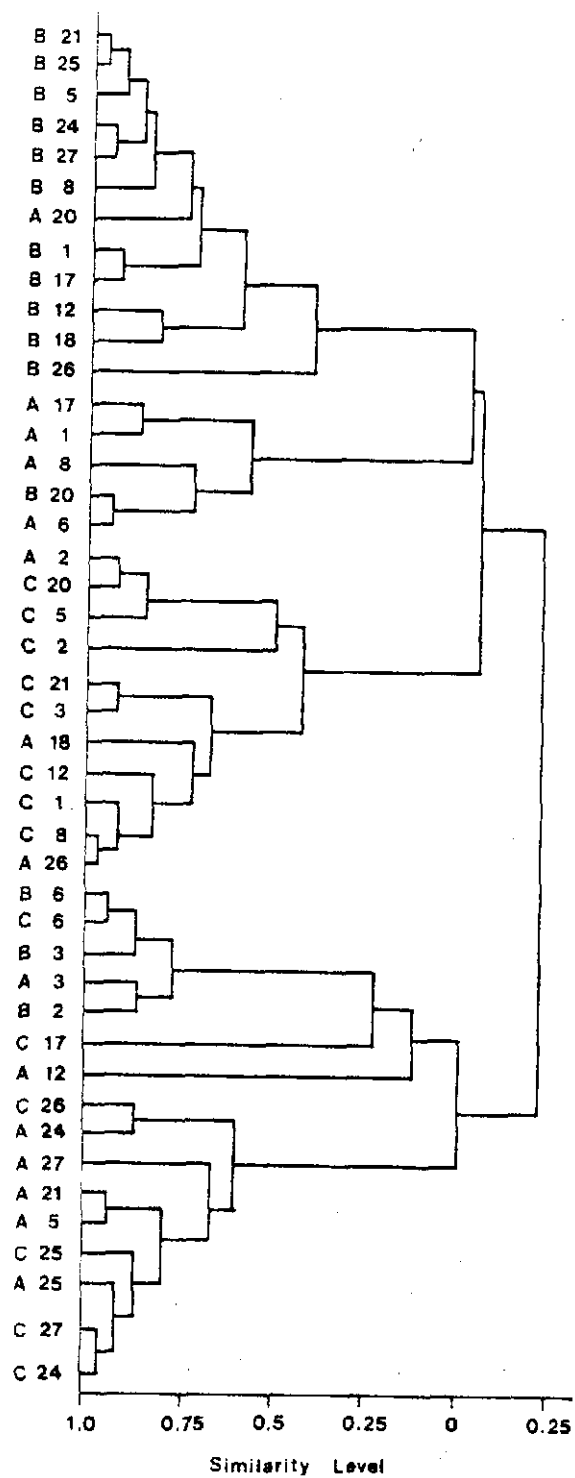 B 21
B 25
B 5
B 24
B 27
B 8
A 20
B 1
B 17
B 12
B 18
B 26
A 17
A 1
A 8
B 20
A 6
A 2
C 20
C 5
C 2
C 21
C 3
A 18
C 12
C 1
C 8
A 26
B 6
C 6
B 3
A 3
B 2
C 17
A 12
C 26
A 24
A 27
A 21
A 5
C 25
A 25
C 27
C 24
1.0 0.75 0.5 0.25 0 0.25
Similarity Level